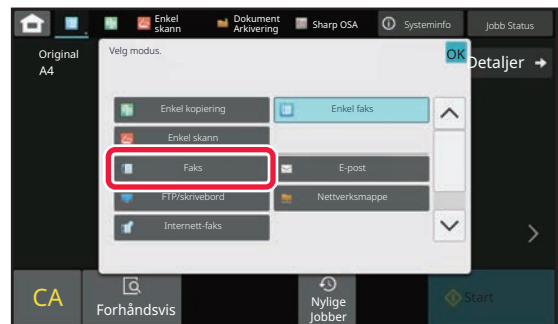 Enkel skann
Dokument Arkivering
Sharp OSA
Systeminfo
Jobb Status
Original
A4
Velg modus.
OK
Detaljer
Enkel kopiering
Enkel faks
Enkel skann
Faks
E-post
FTP/skrivebord
Nettverksmappe
Internett-faks
CA
Forhåndsvis
Nylige
Jobber
Start